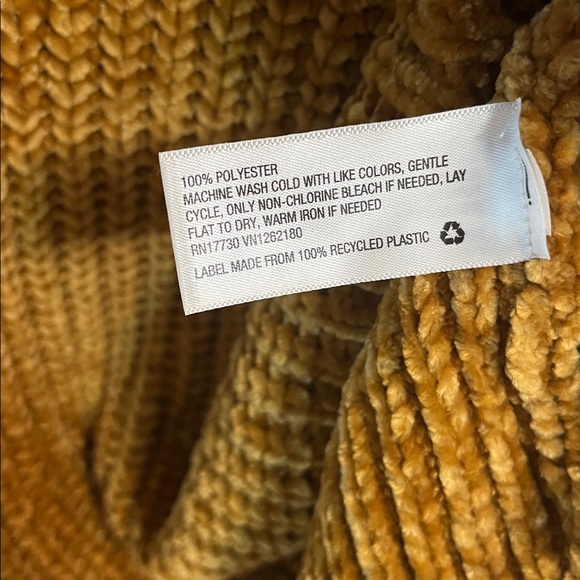 100% POLYESTER
MACHINE WASH COLD WITH LIKE COLORS, GENTLE
CYCLE, ONLY NON-CHLORINE BLEACH IF NEEDED, LAY
FLAT TO DRY, WARM IRON IF NEEDED
RN17730 VN1262180
LABEL MADE FROM 100% RECYCLED PLASTIC